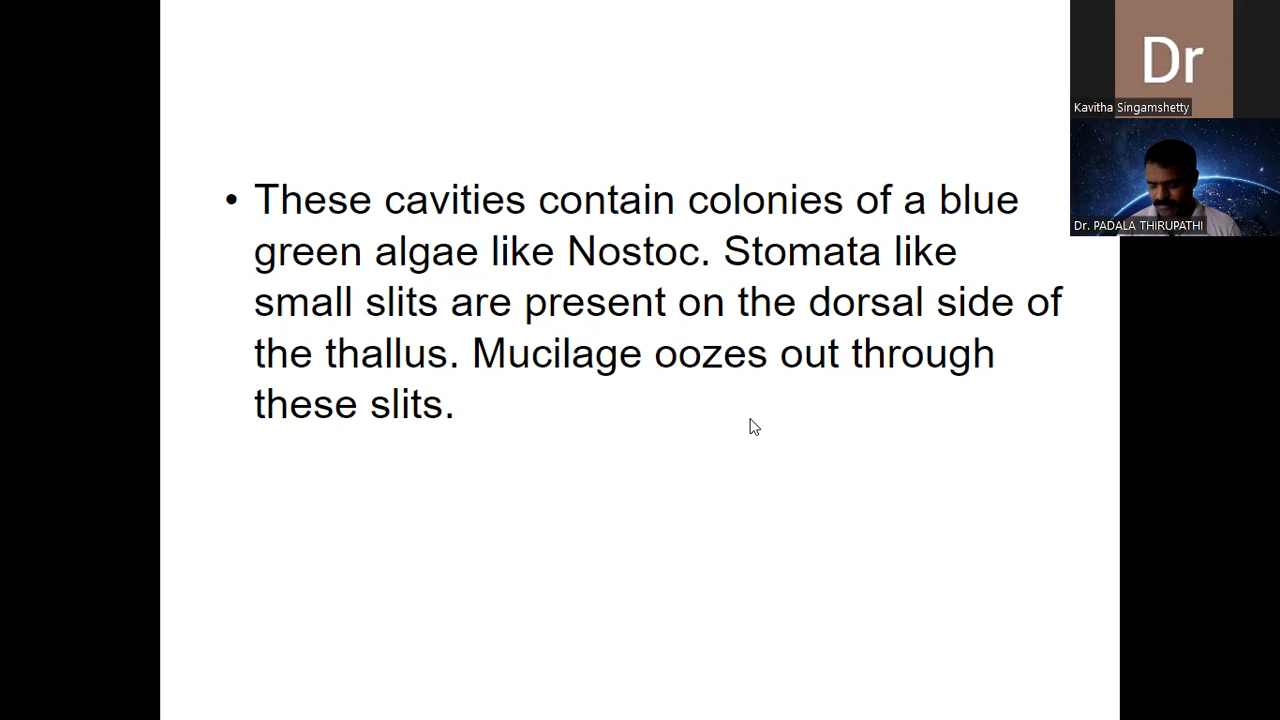 Dr
Kavitha Singamshetty
Dr. PADALA THIRUPATHI
• These cavities contain colonies of a blue
green algae like Nostoc. Stomata like
small slits are present on the dorsal side of
the thallus. Mucilage oozes out through
these slits.